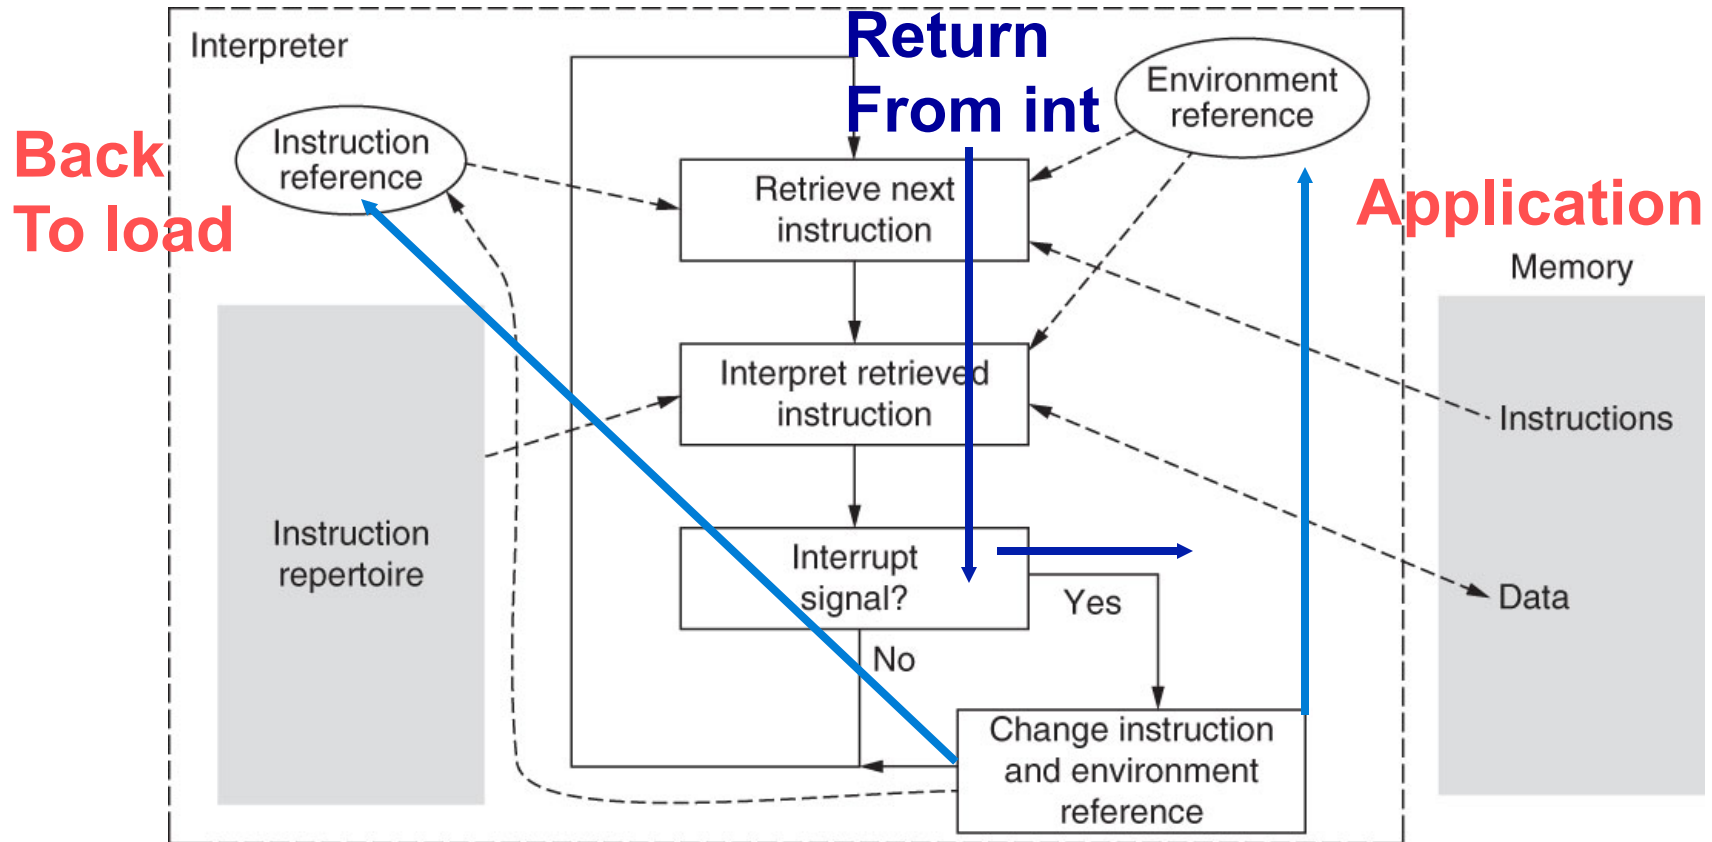 Interpreter
Return
From int
Environment
reference
Instruction
reference
Back
To load
Retrieve next
instruction
Application
Memory
Interpret retrieved
instruction
Instructions
Instruction
repertoire
Interrupt
signal?
Yes
Data
No
Change instruction
and environment
reference